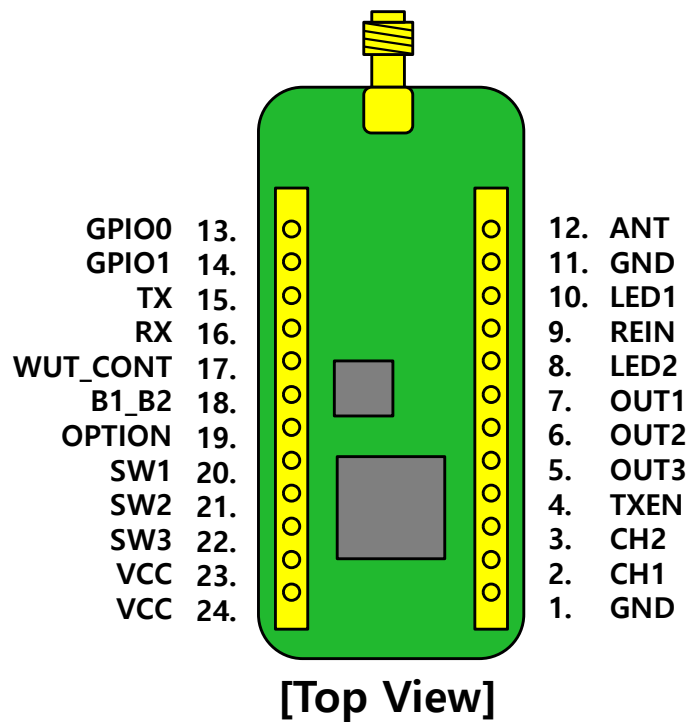 GPIO0 13.
GPIO1 14.
TX 15.
RX 16.
WUT_CONT 17.
B1_B2 18.
OPTION 19.
SW1 20.
SW2 21.
SW3 22.
VCC 23.
VCC 24.
12. ANT
11. GND
10. LED1
9. REIN
8. LED2
7. OUT1
6. OUT2
5. OUT3
4. TXEN
3. CH2
2. CH1
1. GND
[Top View]